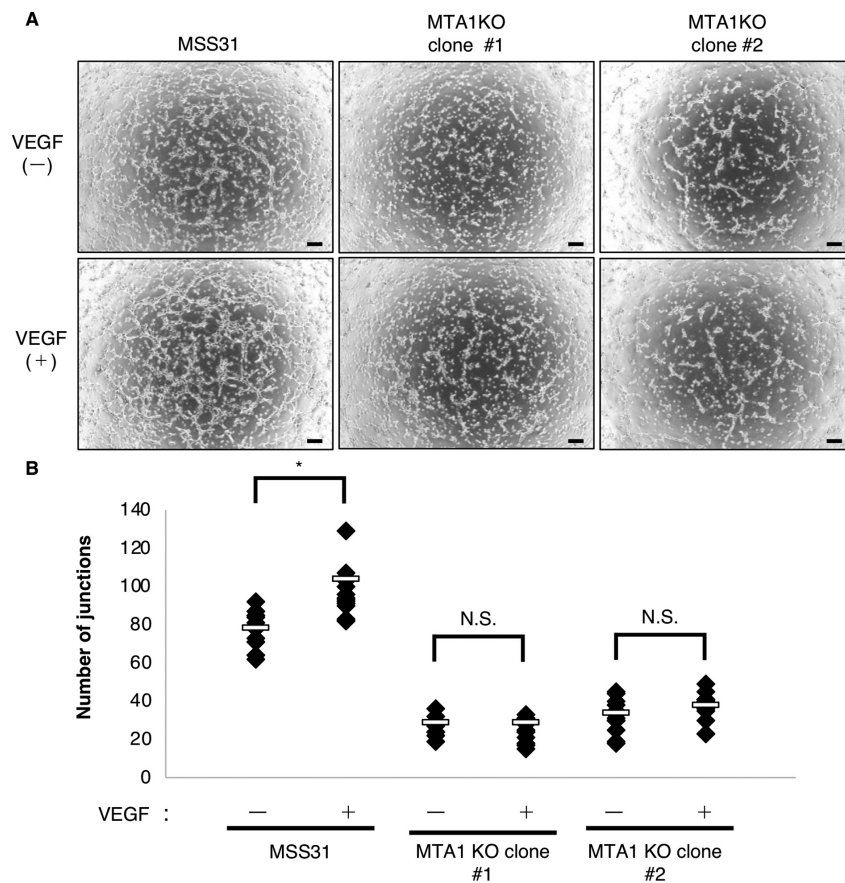 A
MSS31
MTA1KO
clone #1
MTA1KO
clone #2
VEGF
(—)
VEGF
(+)
B
*
N.S.
N.S.
Number of junctions
140
120
100
80
60
40
20
0
VEGF : — + — + — +
MSS31
MTA1 KO clone
#1
MTA1 KO clone
#2